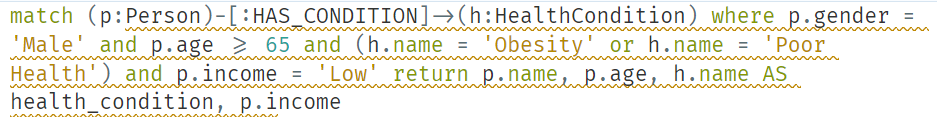 match (p:Person)-[:HAS_CONDITION]->(h:HealthCondition) where p.gender =
'Male' and p.age >= 65 and (h.name = 'Obesity' or h.name = 'Poor
Health') and p.income = 'Low' return p.name, p.age, h.name AS
health_condition, p.income